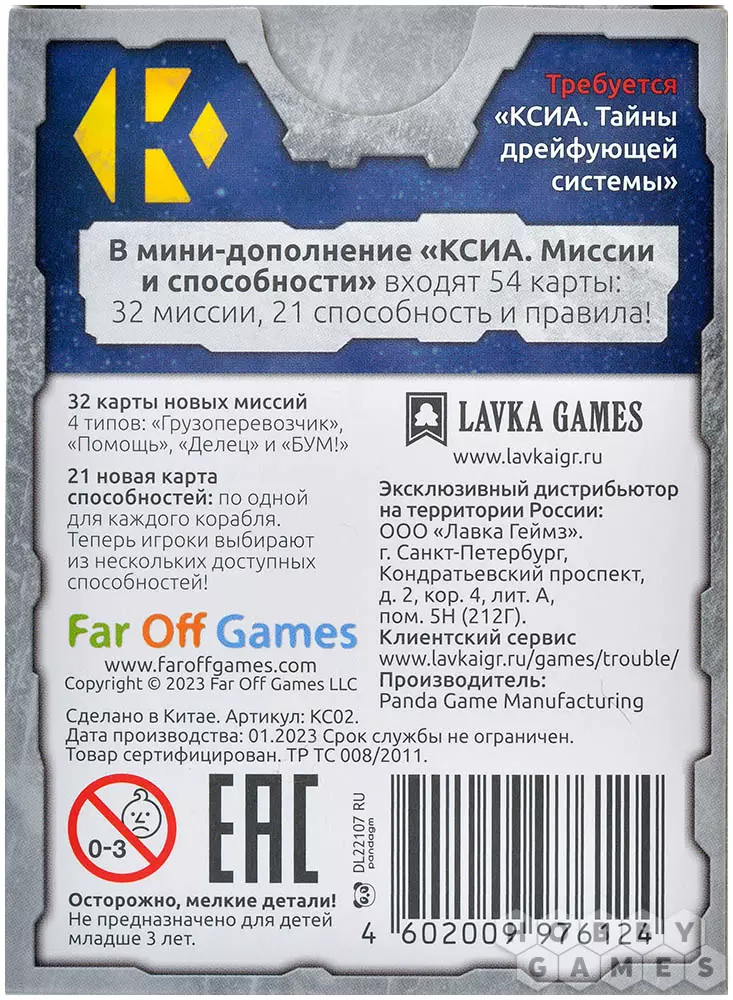 Требуется
«КСИА. Тайны
дрейфующей
системы»
В мини-дополнение «КСИА. Миссии
и способности» входят 54 карты:
32 миссии, 21 способность и правила!
32 карты новых миссий
4 типов: «Грузоперевозчик»,
«Помощь», «Делец» и «БУМ!»
21 новая карта
способностей: по одной
для каждого корабля.
Теперь игроки выбирают
из нескольких доступных
способностей!
Far Off Games
www.faroffgames.com
Copyright © 2023 Far Off Games LLC
LAVKA GAMES
www.lavkaigr.ru
Эксклюзивный дистрибьютор
на территории России:
ООО «Лавка Геймз».
г. Санкт-Петербург,
Кондратьевский проспект,
д. 2, кор. 4, лит. А,
пом. 5Н (212Г).
Клиентский сервис
www.lavkaigr.ru/games/trouble/
Производитель:
Panda Game Manufacturing
Сделано в Китае. Артикул: КС02.
Дата производства: 01.2023 Срок службы не ограничен.
Товар сертифицирован. ТР ТС 008/2011.
0-3
EAC
Осторожно, мелкие детали!
Не предназначено для детей
младше 3 лет.
DL22107 RU
pandagm
4 602009 976124
HOBBY
GAMES